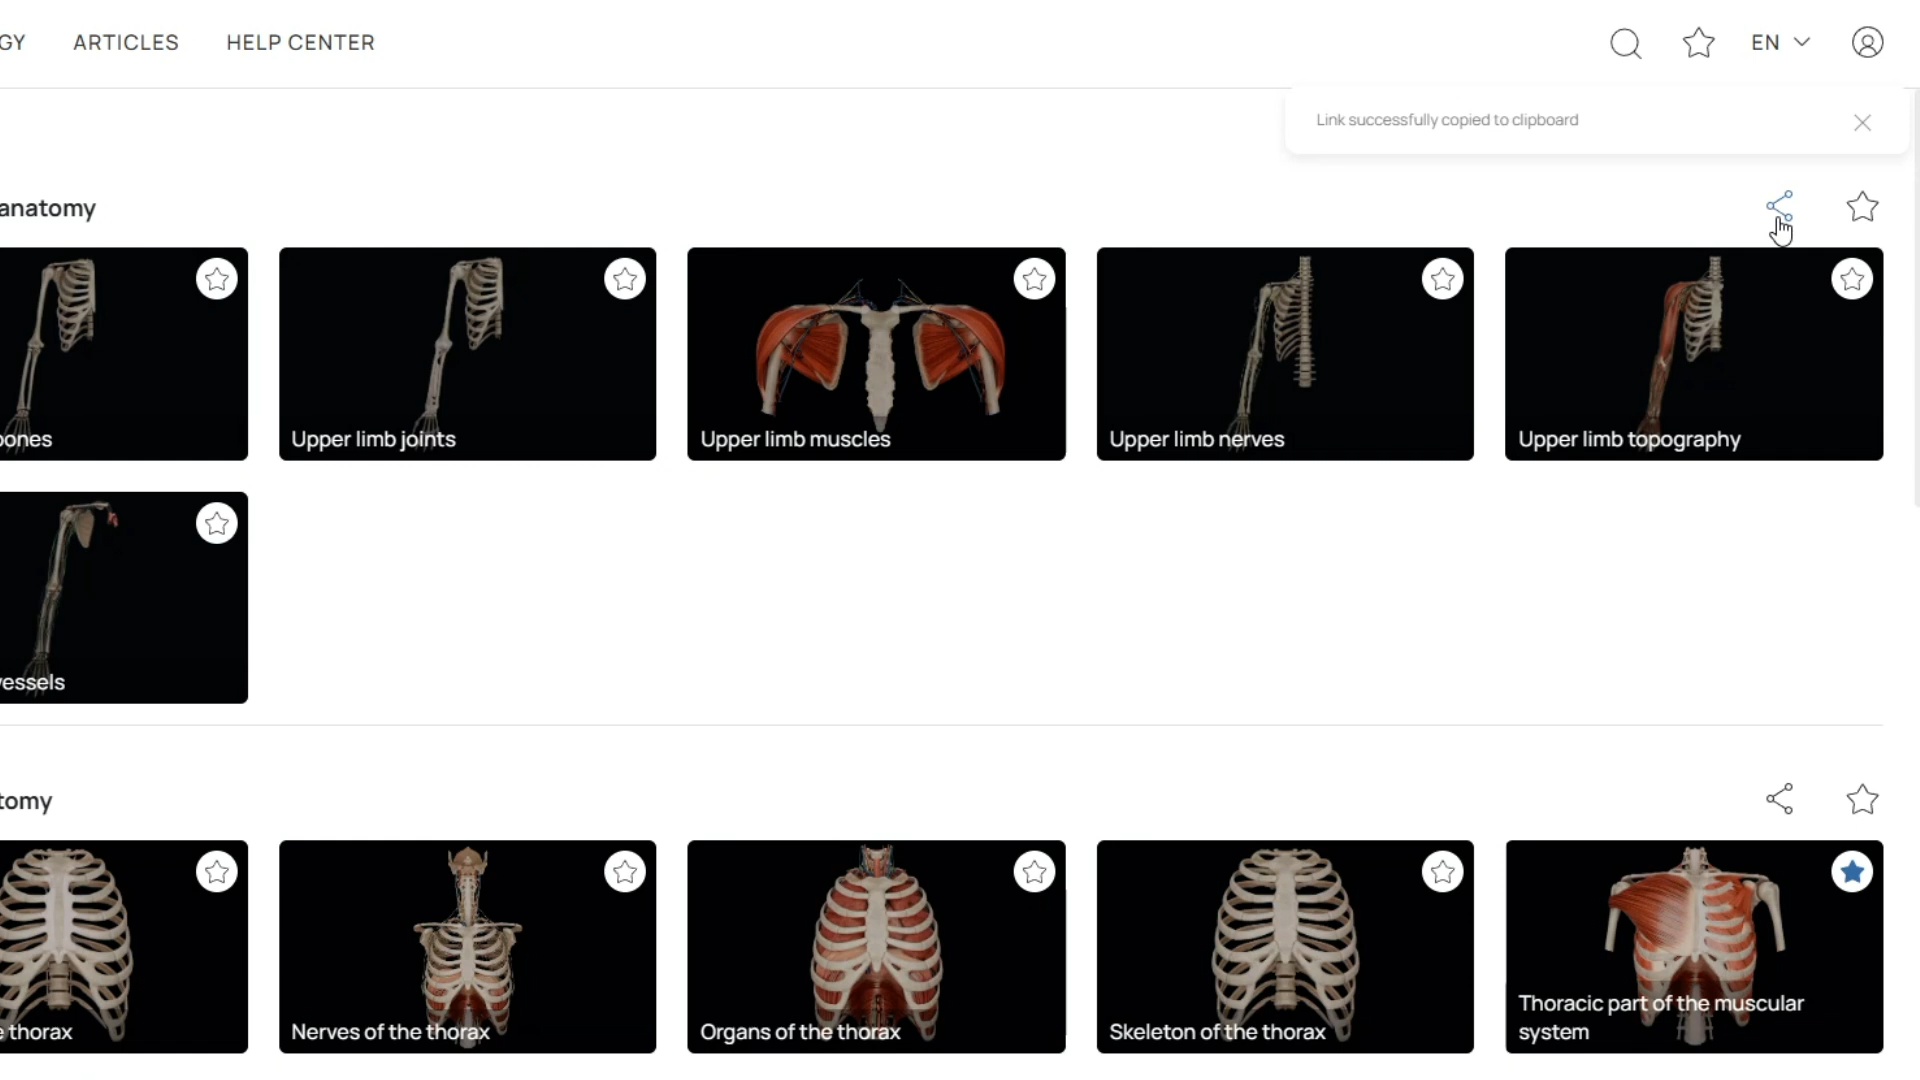 GY ARTICLES HELP CENTER EN
Link successfully copied to clipboard
anatomy
bones
Upper limb joints
Upper limb muscles
Upper limb nerves
Upper limb topography
vessels
tomy
e thorax
Nerves of the thorax
Organs of the thorax
Skeleton of the thorax
Thoracic part of the muscular
system